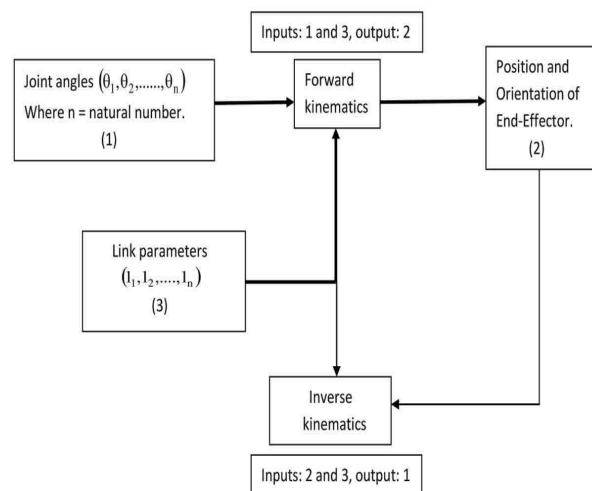 Inputs: 1 and 3, output: 2
Joint angles (θ₁,θ₂,......,θₙ)
Where n = natural number.
(1)
Forward
kinematics
Position and
Orientation of
End-Effector.
(2)
Link parameters
(l₁,l₂,....,lₙ)
(3)
Inverse
kinematics
Inputs: 2 and 3, output: 1